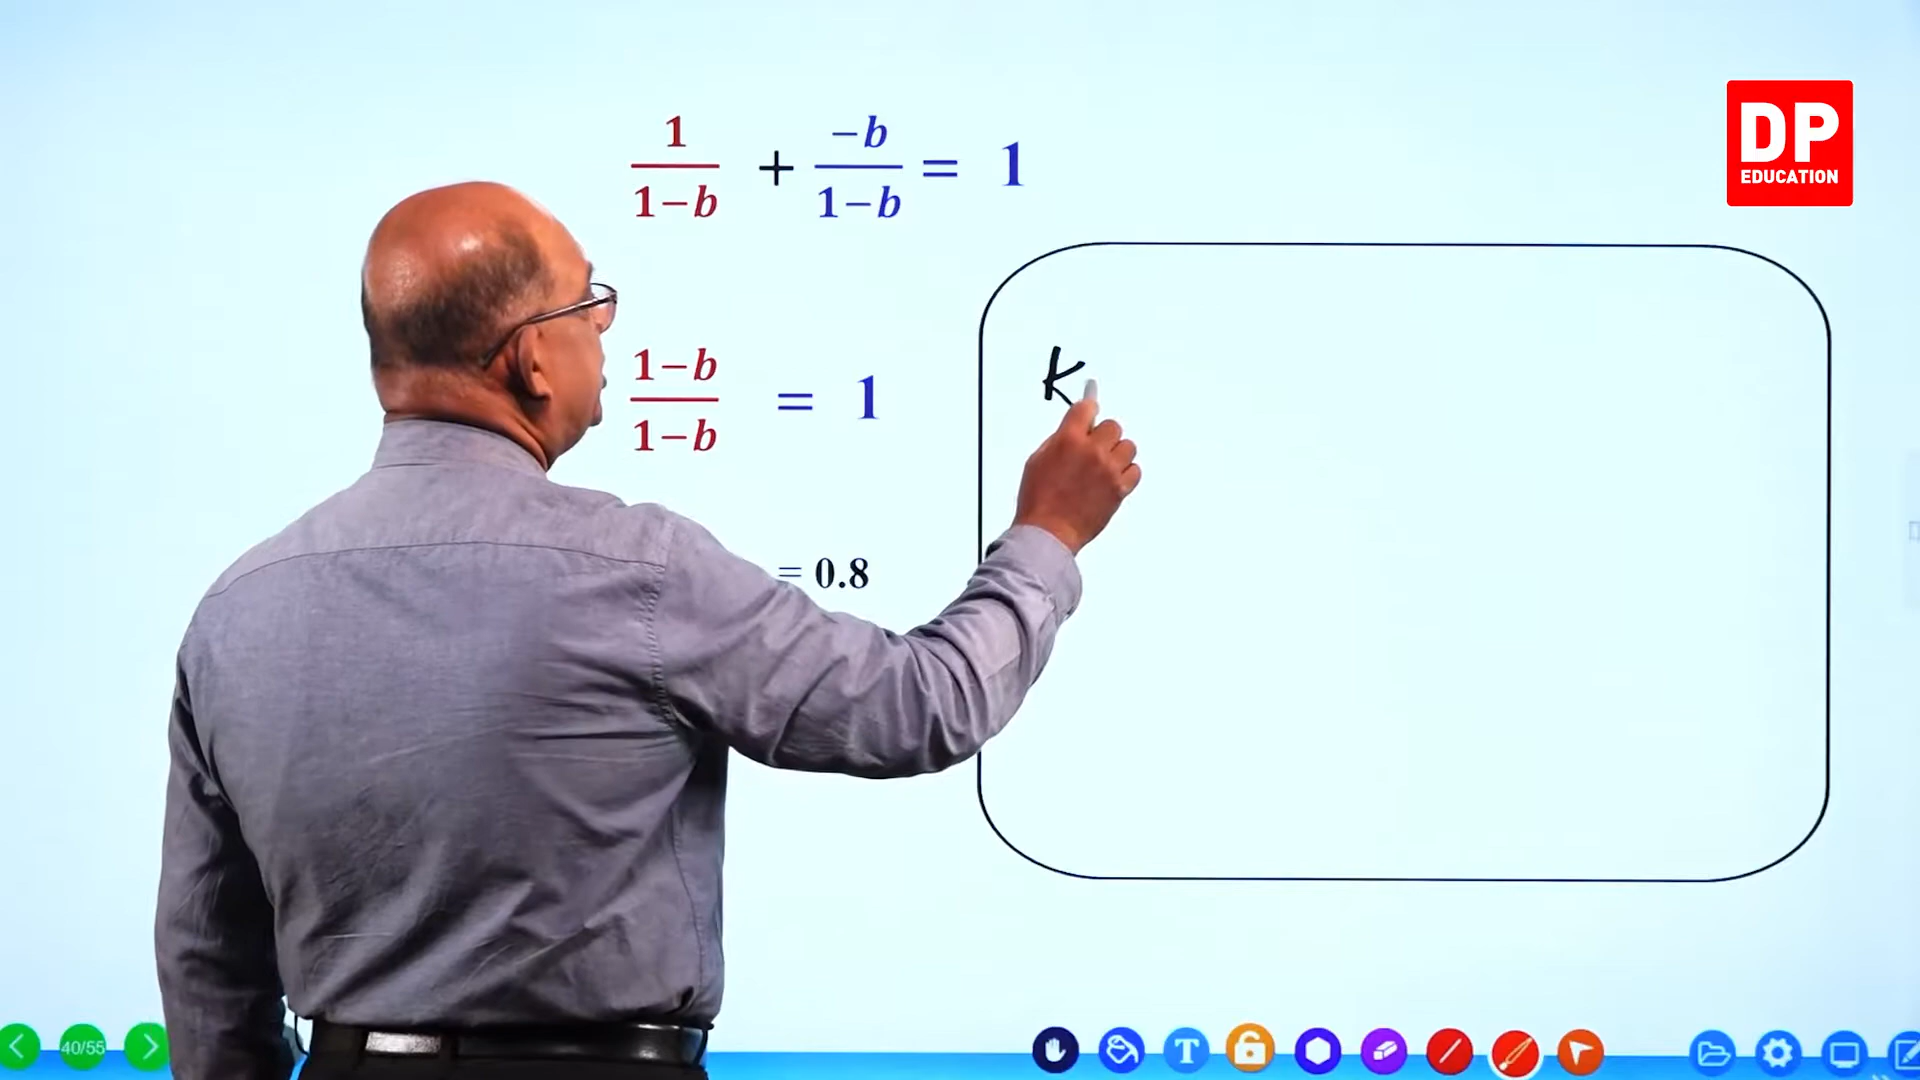 DP
EDUCATION
1/(1−b) + −b/(1−b) = 1
(1−b)/(1−b) = 1
K
= 0.8
40/55
T